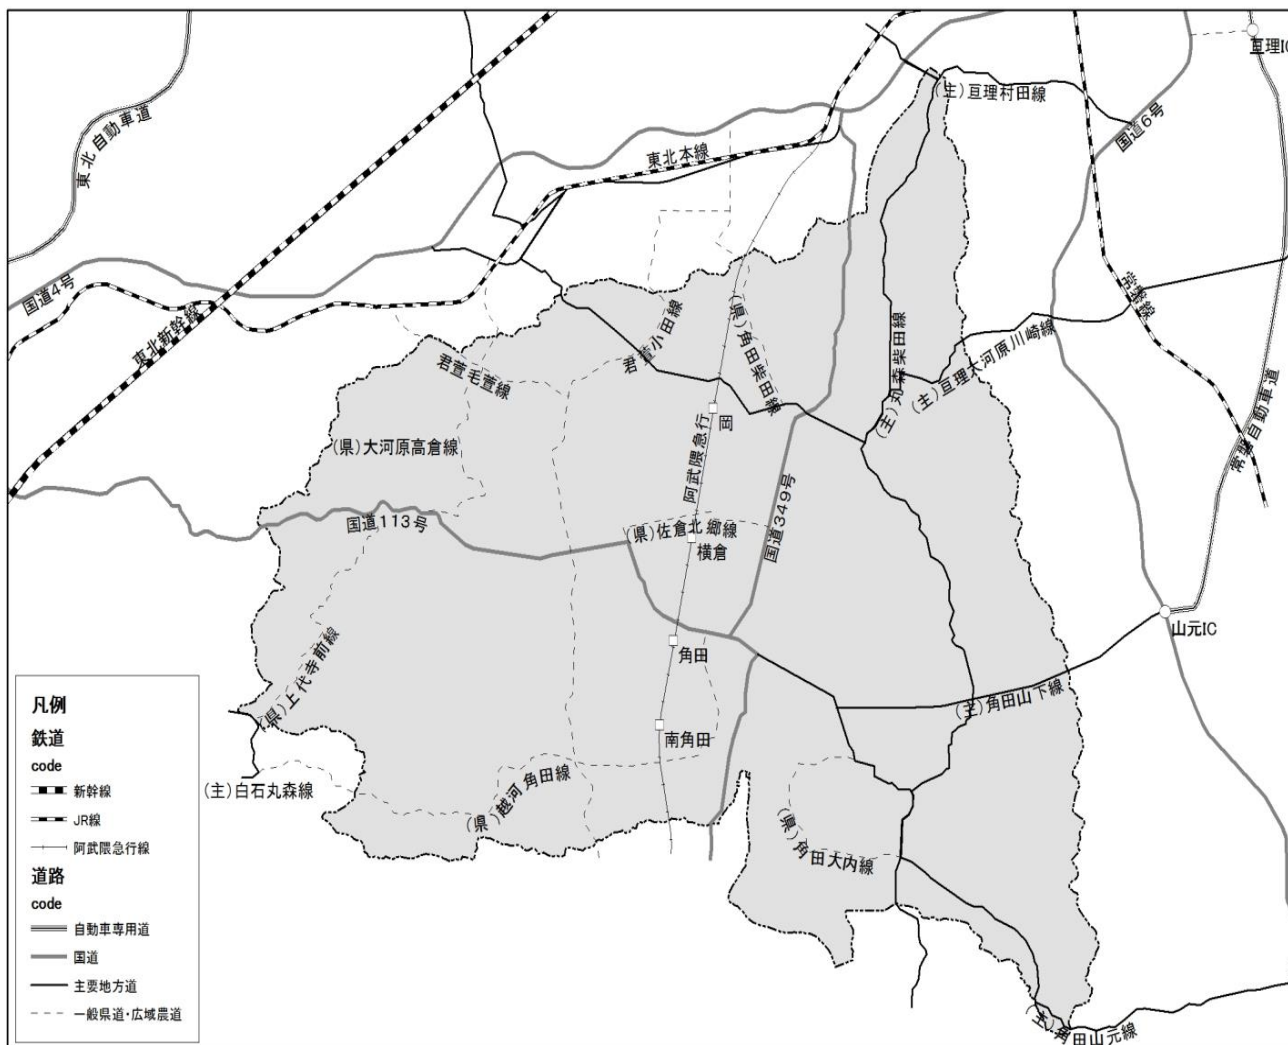 亘理IC
(主)亘理村田線
国道6号
東北自動車道
東北本線
国道4号
東北新幹線
常磐線
君萱小田線
(県)角田柴田線
(主)丸森柴田線
(主)亘理大河原川崎線
君萱毛萱線
岡
常磐自動車道
(県)大河原高倉線
阿武隈急行
国道349号
国道113号
(県)佐倉北郷線
横倉
山元IC
角田
(県)上代寺前線
(主)角田山下線
南角田
(主)白石丸森線
(県)越河角田線
(県)角田大内線
(主)角田山元線
凡例
鉄道
code
新幹線
JR線
阿武隈急行線
道路
code
自動車専用道
国道
主要地方道
一般県道・広域農道